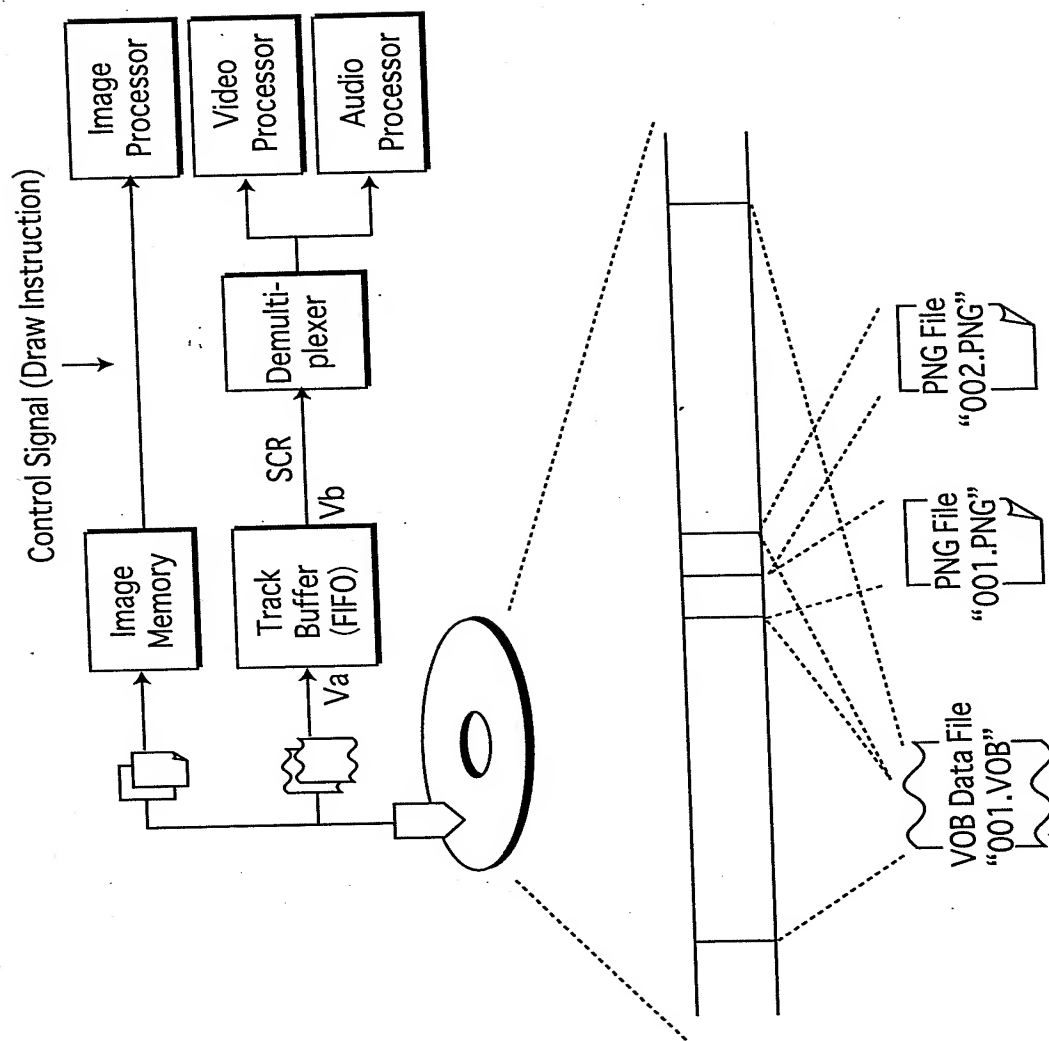 Control Signal (Draw Instruction)
Image
Memory
Image
Processor
Va
Track
Buffer
(FIFO)
SCR
Vb
Demulti-
plexer
Video
Processor
Audio
Processor
VOB Data File
“001.VOB”
PNG File
“001.PNG”
PNG File
“002.PNG”